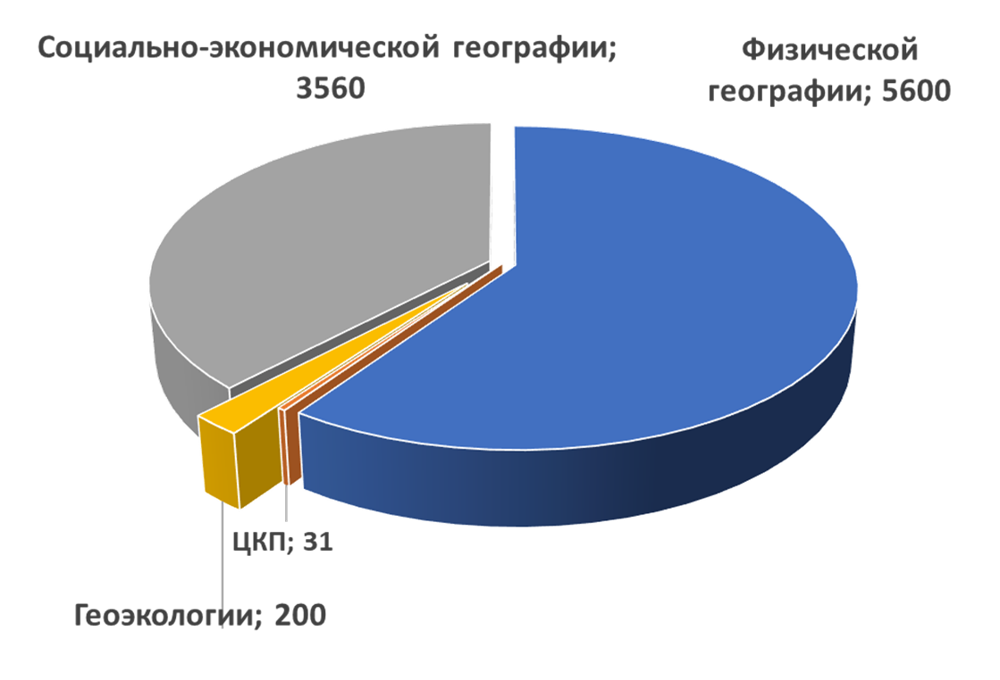 Социально-экономической географии;
3560
Физической
географии; 5600
ЦКП; 31
Геоэкологии; 200